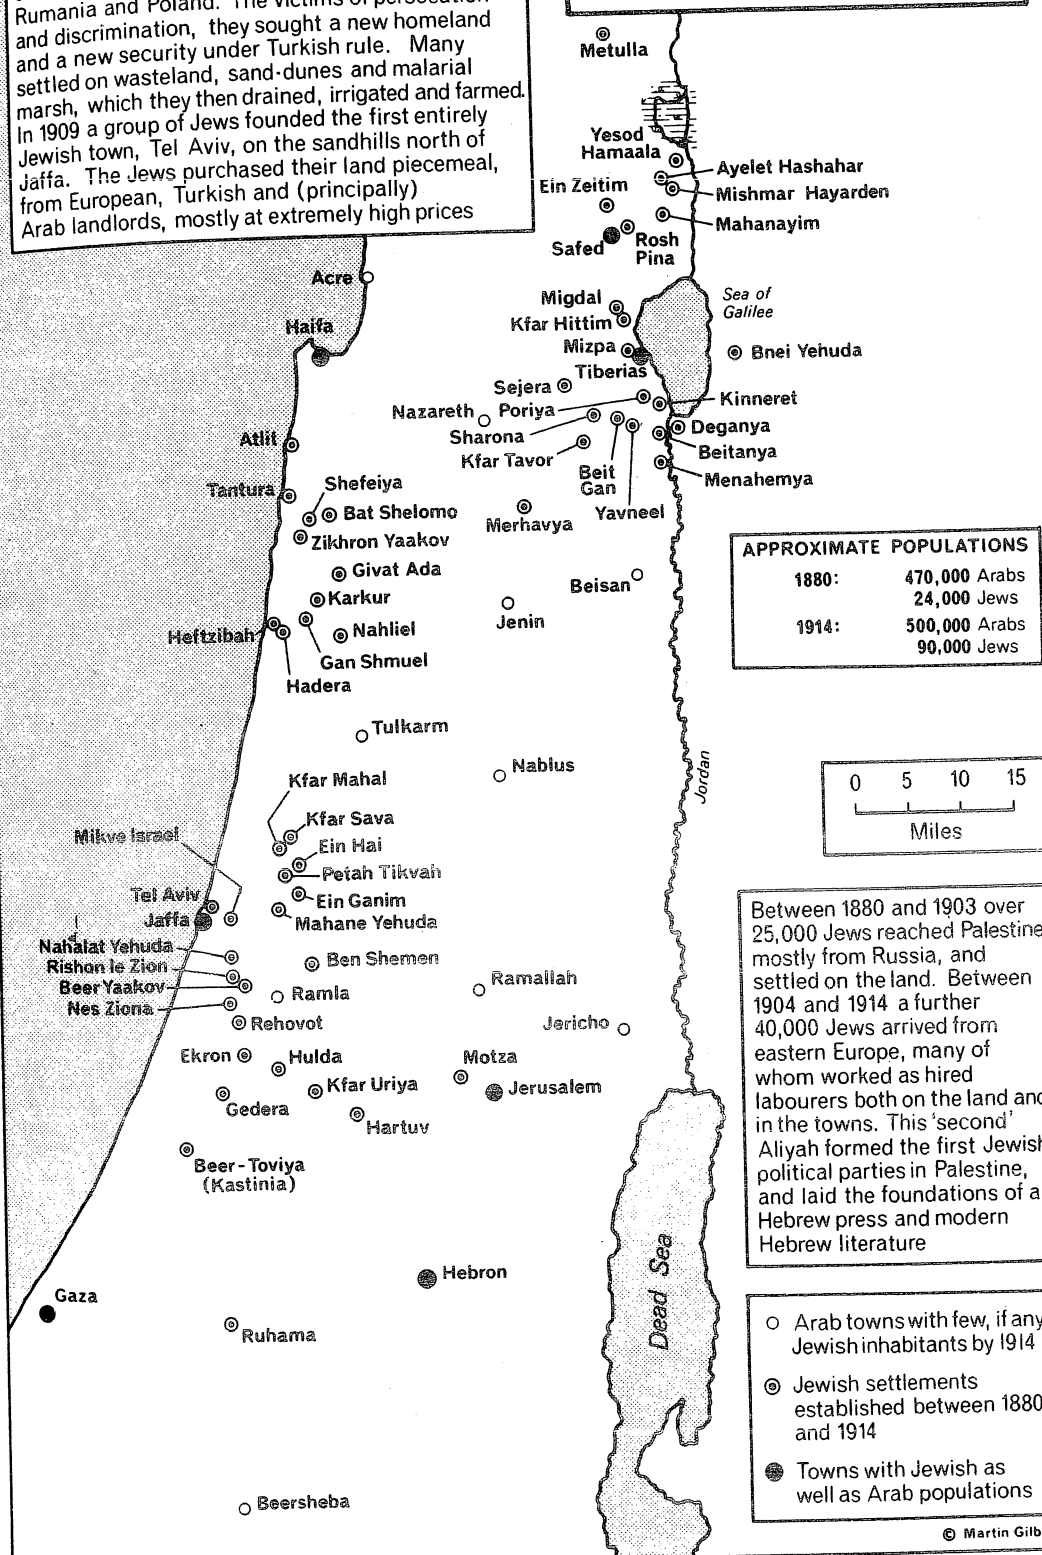 Rumania and Poland. The victims of persecution
and discrimination, they sought a new homeland
and a new security under Turkish rule. Many
settled on wasteland, sand-dunes and malarial
marsh, which they then drained, irrigated and farmed.
In 1909 a group of Jews founded the first entirely
Jewish town, Tel Aviv, on the sandhills north of
Jaffa. The Jews purchased their land piecemeal,
from European, Turkish and (principally)
Arab landlords, mostly at extremely high prices
Metulla
Yesod
Hamaala
Ayelet Hashahar
Ein Zeitim
Mishmar Hayarden
Mahanayim
Safed
Rosh
Pina
Acre
Migdal
Sea of
Galilee
Kfar Hittim
Haifa
Mizpa
Bnei Yehuda
Tiberias
Sejera
Kinneret
Nazareth
Poriya
Sharona
Deganya
Atlit
Beitanya
Kfar Tavor
Beit
Gan
Menahemya
Shefeiya
Tantura
Bat Shelomo
Yavneel
Merhavya
Zikhron Yaakov
APPROXIMATE POPULATIONS
1880: 470,000 Arabs
24,000 Jews
1914: 500,000 Arabs
90,000 Jews
Givat Ada
Beisan
Karkur
Jenin
Heftzibah
Nahliel
Gan Shmuel
Hadera
Tulkarm
Nablus
Jordan
0 5 10 15
Miles
Kfar Mahal
Kfar Sava
Mikve Israel
Ein Hai
Petah Tikvah
Tel Aviv
Ein Ganim
Jaffa
Mahane Yehuda
Nahalat Yehuda
Ben Shemen
Rishon le Zion
Beer Yaakov
Ramla
Ramallah
Nes Ziona
Rehovot
Jericho
Ekron
Hulda
Motza
Kfar Uriya
Jerusalem
Gedera
Hartuv
Beer-Toviya
(Kastinia)
Hebron
Dead Sea
Gaza
Ruhama
Beersheba
Between 1880 and 1903 over
25,000 Jews reached Palestine
mostly from Russia, and
settled on the land. Between
1904 and 1914 a further
40,000 Jews arrived from
eastern Europe, many of
whom worked as hired
labourers both on the land and
in the towns. This 'second'
Aliyah formed the first Jewish
political parties in Palestine,
and laid the foundations of a
Hebrew press and modern
Hebrew literature
Arab towns with few, if any
Jewish inhabitants by 1914
Jewish settlements
established between 1880
and 1914
Towns with Jewish as
well as Arab populations
© Martin Gilb